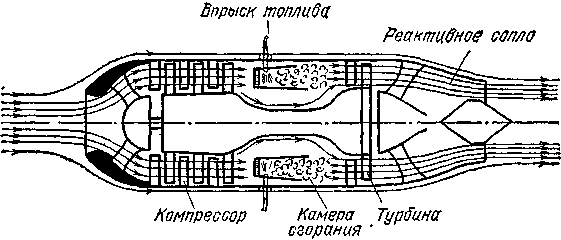 Впрыск топлива
Реактивное сопло
Компрессор
Камера
сгорания
Турбина